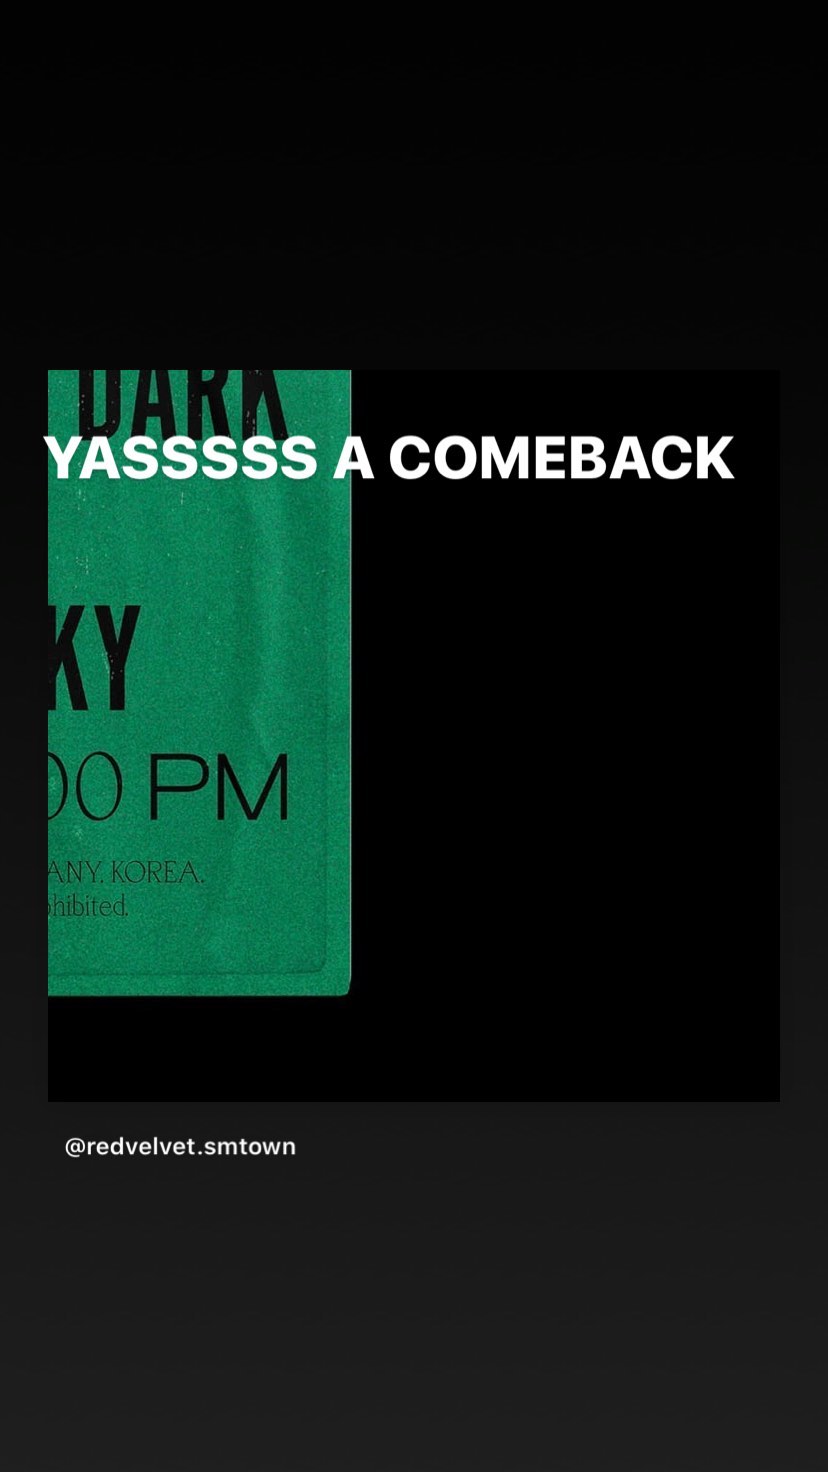 DARK
YASSSSS A COMEBACK
KY
00 PM
ANY. KOREA.
hibited.
@redvelvet.smtown